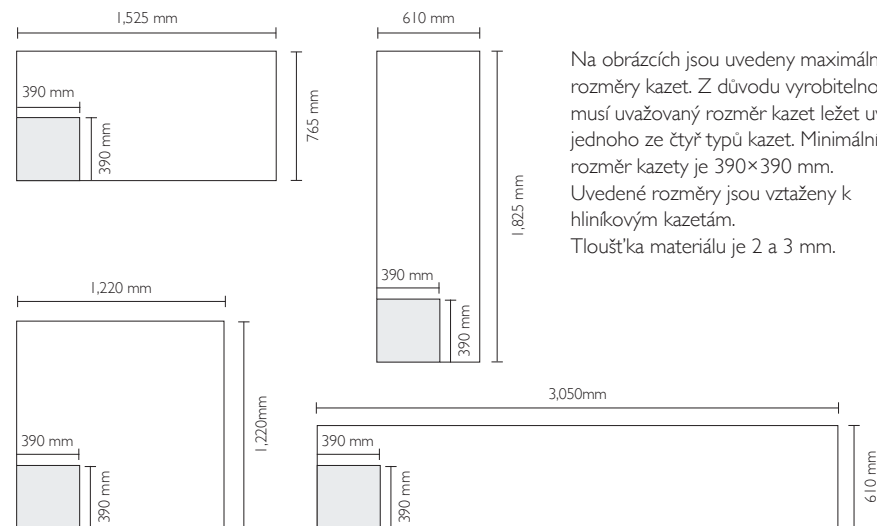 1,525 mm
390 mm
390 mm
765 mm
610 mm
1,825 mm
390 mm
390 mm
Na obrázcích jsou uvedeny
rozměry kazet. Z důvodu
musí uvažovaný rozměr kazet ležet
jednoho ze čtyř typů kazet. Minimální
rozměr kazety je 390×390 mm.
Uvedené rozměry jsou vztaženy k
hliníkovým kazetám.
Tloušťka materiálu je 2 a 3 mm.
1,220 mm
1,220mm
390 mm
390 mm
3,050mm
390 mm
390 mm
610 mm